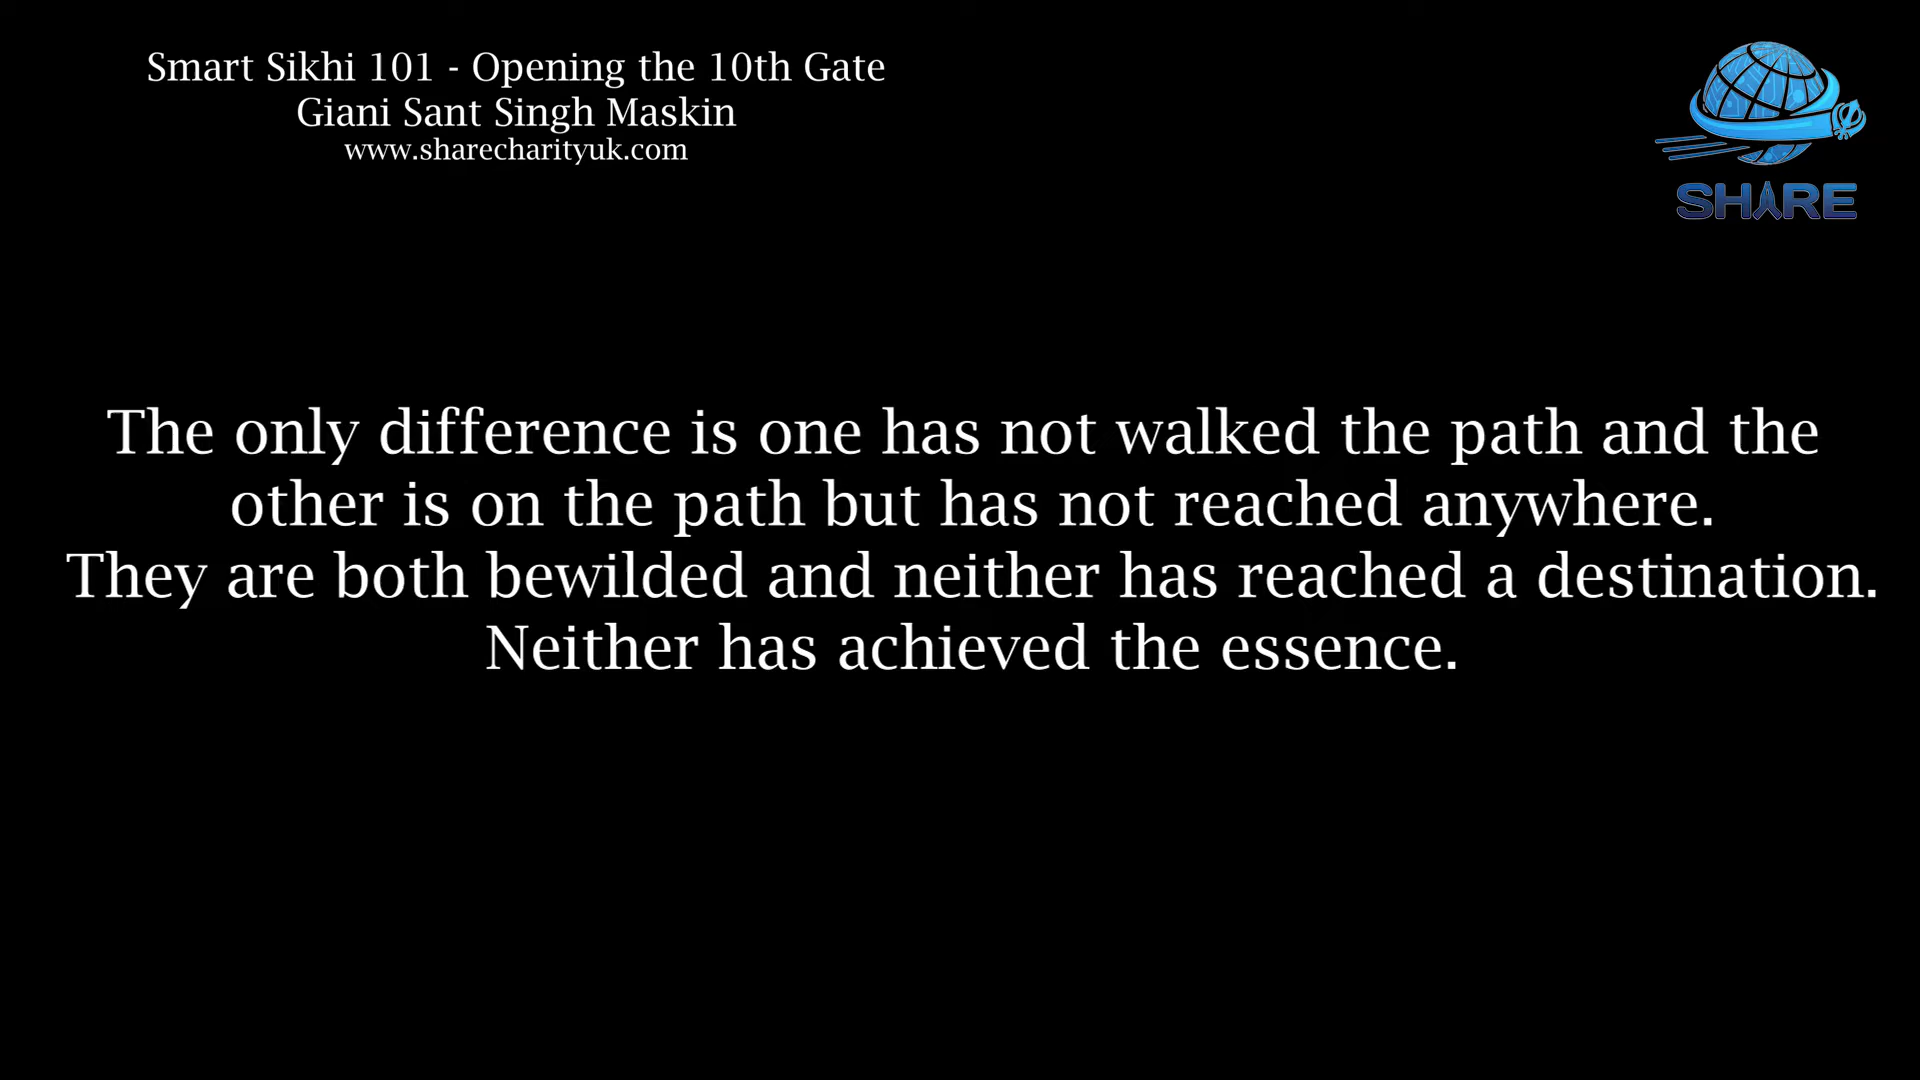 Smart Sikhi 101 - Opening the 10th Gate
Giani Sant Singh Maskin
www.sharecharityuk.com
SHARE
The only difference is one has not walked the path and the
other is on the path but has not reached anywhere.
They are both bewilded and neither has reached a destination.
Neither has achieved the essence.